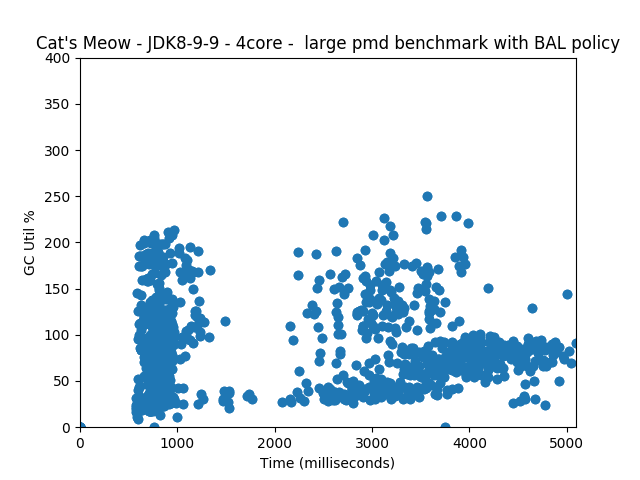 Cat's Meow - JDK8-9-9 - 4core -  large pmd benchmark with BAL policy
400
350
300
250
200
150
100
50
0
GC Util %
0 1000 2000 3000 4000 5000
Time (milliseconds)